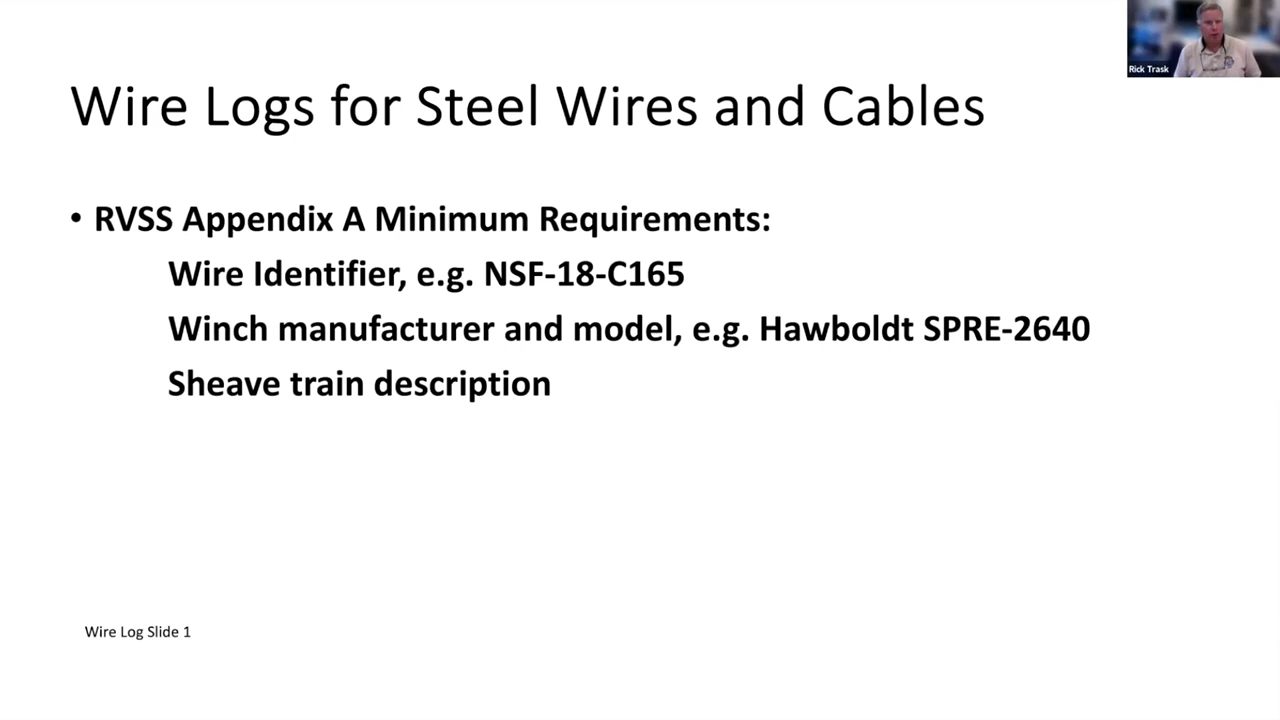 Rick Trask
Wire Logs for Steel Wires and Cables
• RVSS Appendix A Minimum Requirements:
Wire Identifier, e.g. NSF-18-C165
Winch manufacturer and model, e.g. Hawboldt SPRE-2640
Sheave train description
Wire Log Slide 1